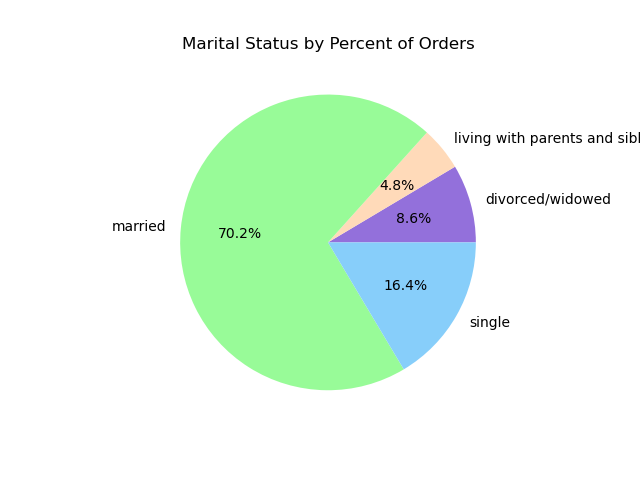 Marital Status by Percent of Orders
living with parents and sibl
4.8%
divorced/widowed
8.6%
married
70.2%
16.4%
single